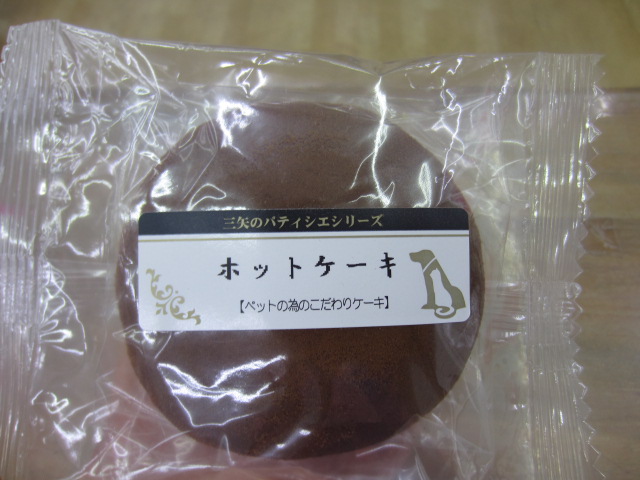 三矢のパティシエシリーズ
ホットケーキ
【ペットの為のこだわりケーキ】